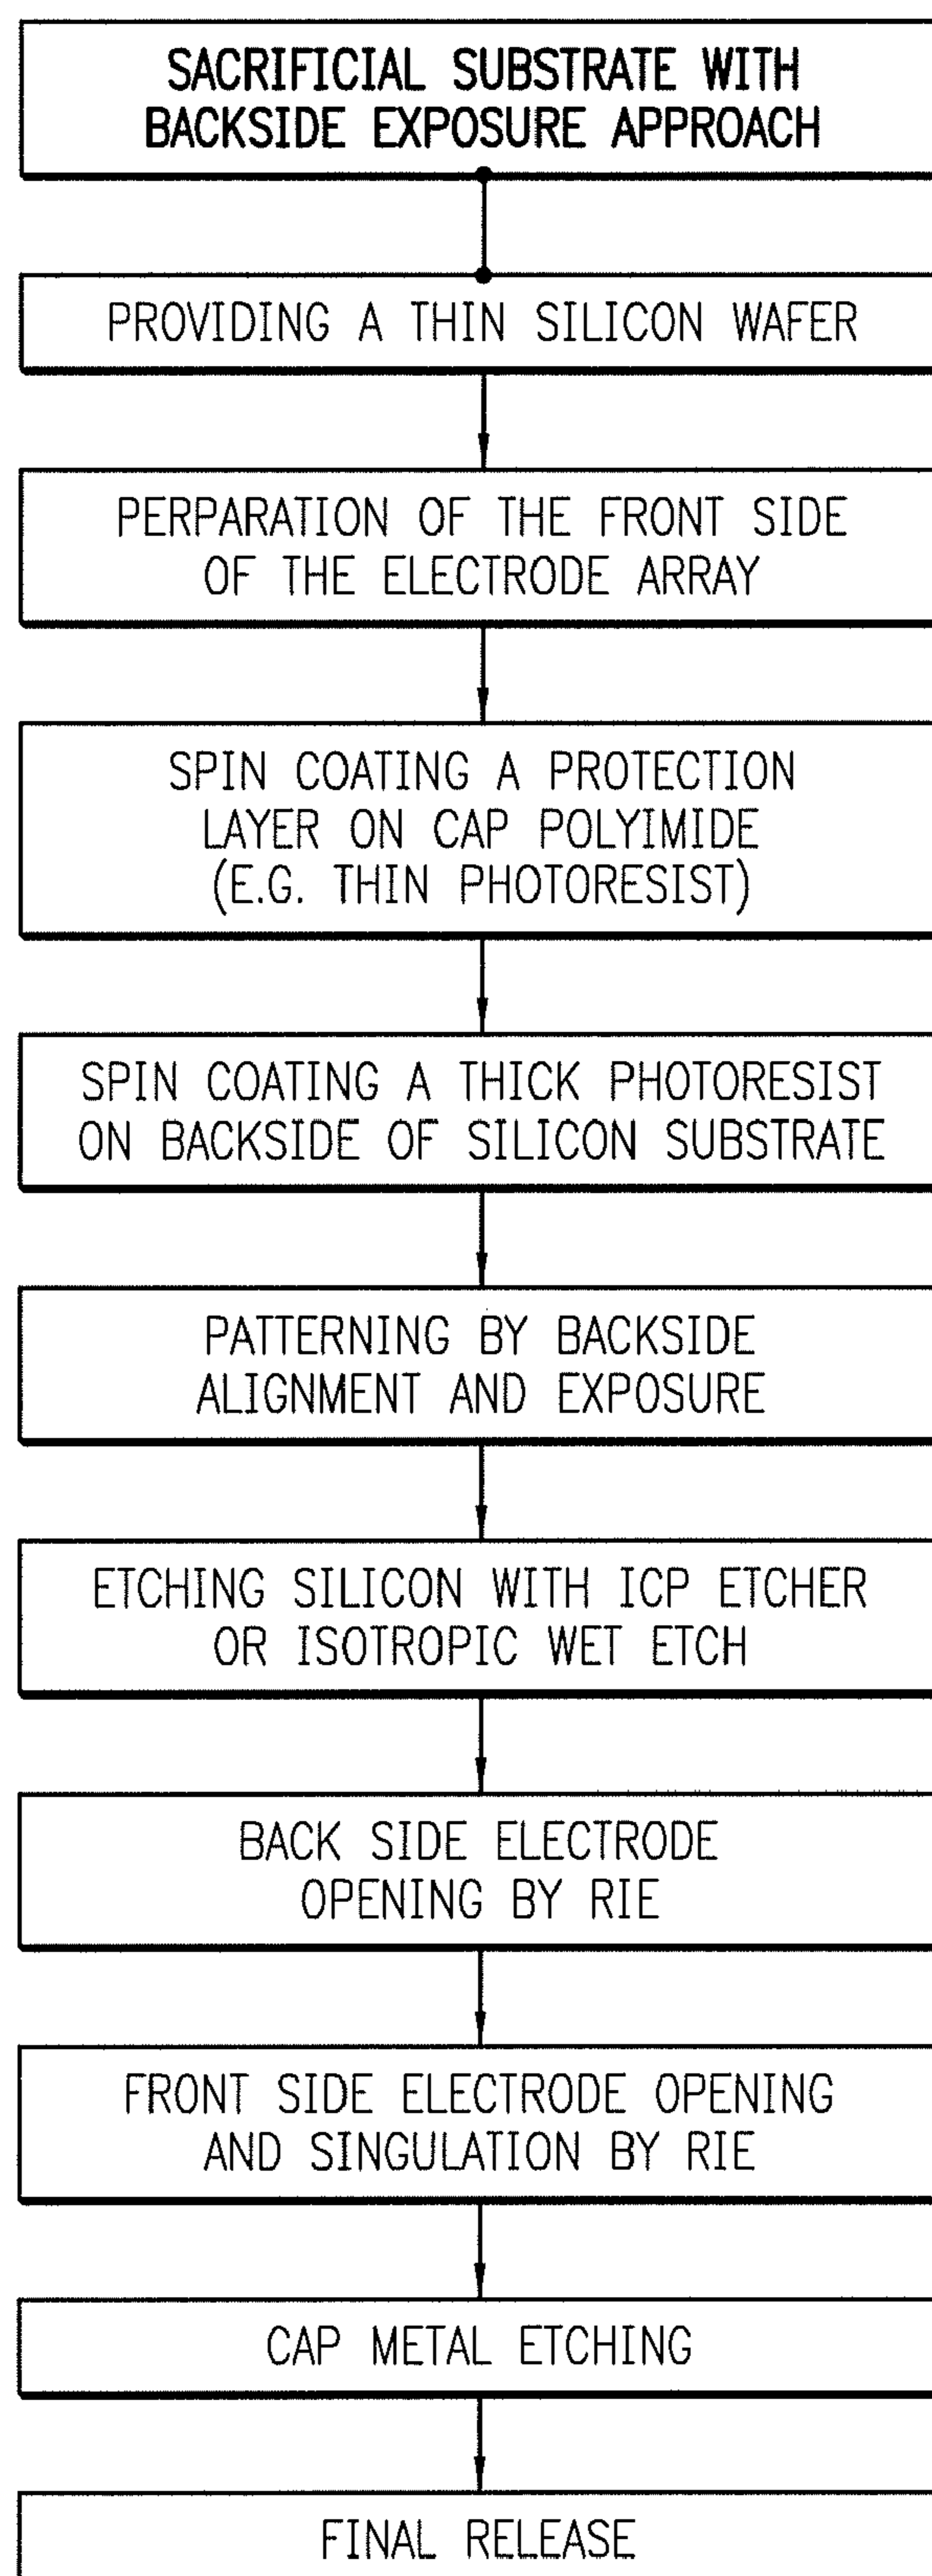 SACRIFICIAL SUBSTRATE WITH
BACKSIDE EXPOSURE APPROACH
PROVIDING A THIN SILICON WAFER
PERPARATION OF THE FRONT SIDE
OF THE ELECTRODE ARRAY
SPIN COATING A PROTECTION
LAYER ON CAP POLYIMIDE
(E.G. THIN PHOTORESIST)
SPIN COATING A THICK PHOTORESIST
ON BACKSIDE OF SILICON SUBSTRATE
PATTERNING BY BACKSIDE
ALIGNMENT AND EXPOSURE
ETCHING SILICON WITH ICP ETCHER
OR ISOTROPIC WET ETCH
BACK SIDE ELECTRODE
OPENING BY RIE
FRONT SIDE ELECTRODE OPENING
AND SINGULATION BY RIE
CAP METAL ETCHING
FINAL RELEASE